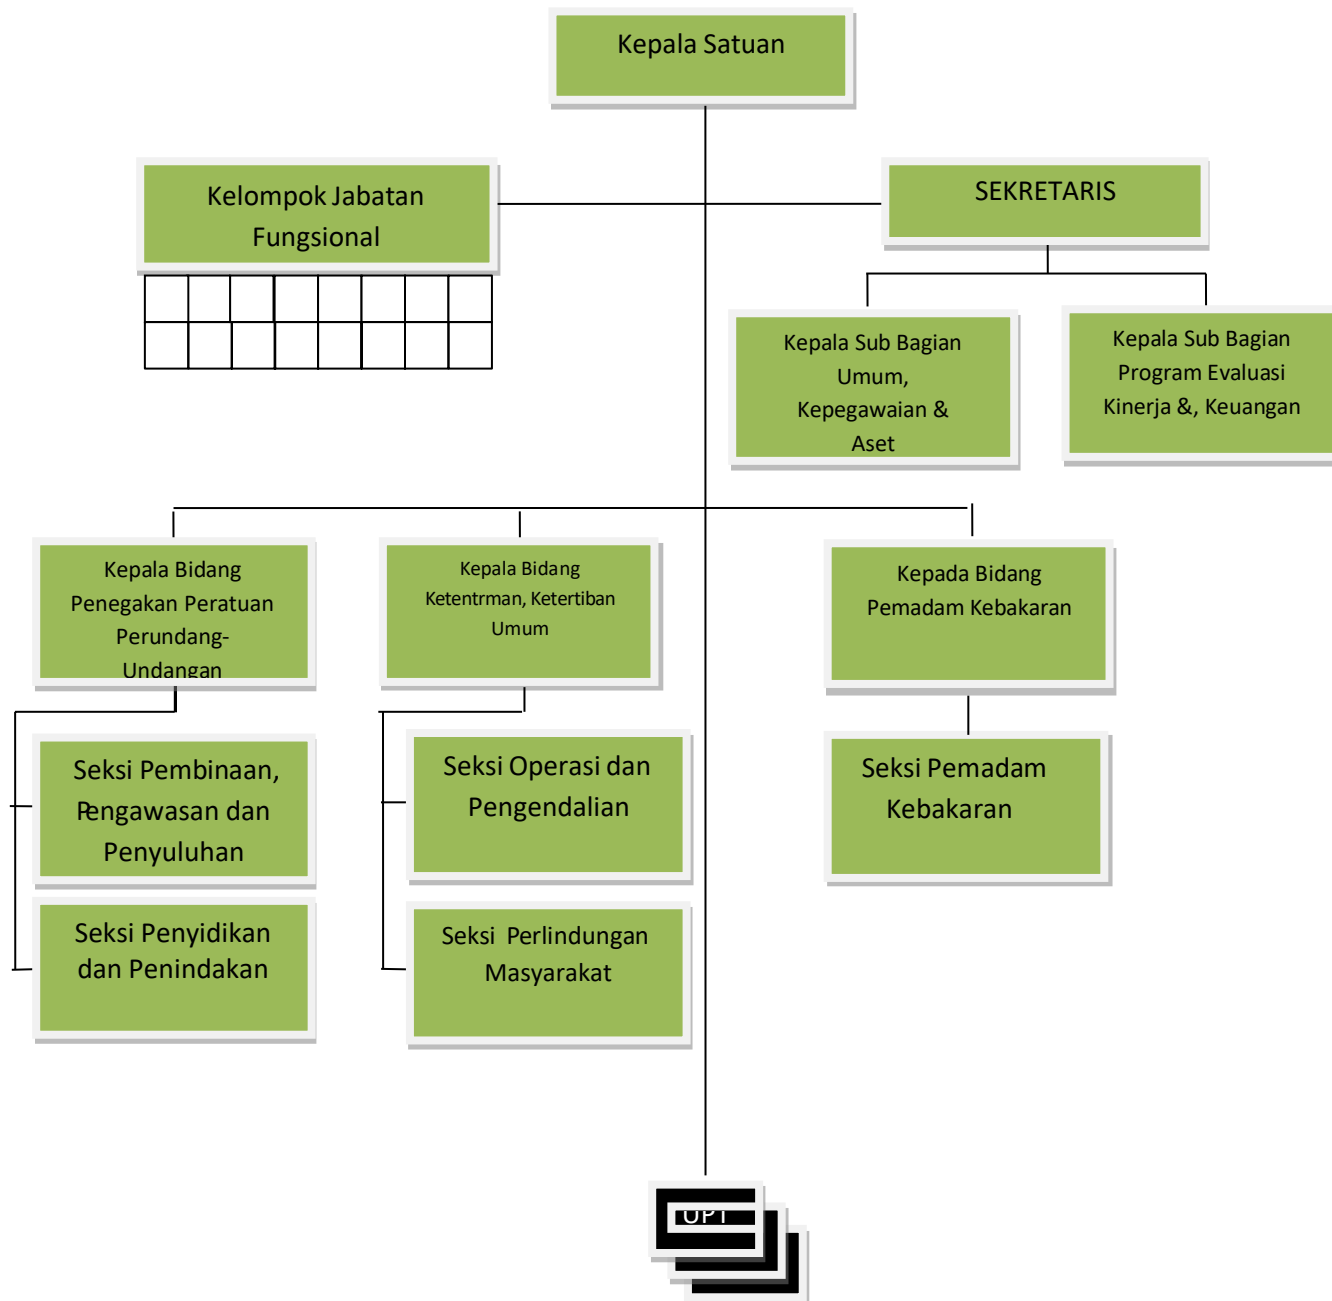 Kepala Satuan
Kelompok Jabatan
Fungsional
SEKRETARIS
Kepala Sub Bagian
Umum,
Kepegawaian &
Aset
Kepala Sub Bagian
Program Evaluasi
Kinerja &, Keuangan
Kepala Bidang
Penegakan Peratuan
Perundang-
Undangan
Kepala Bidang
Ketentrman, Ketertiban
Umum
Kepada Bidang
Pemadam Kebakaran
Seksi Pembinaan,
Pengawasan dan
Penyuluhan
Seksi Operasi dan
Pengendalian
Seksi Pemadam
Kebakaran
Seksi Penyidikan
dan Penindakan
Seksi Perlindungan
Masyarakat
UPT